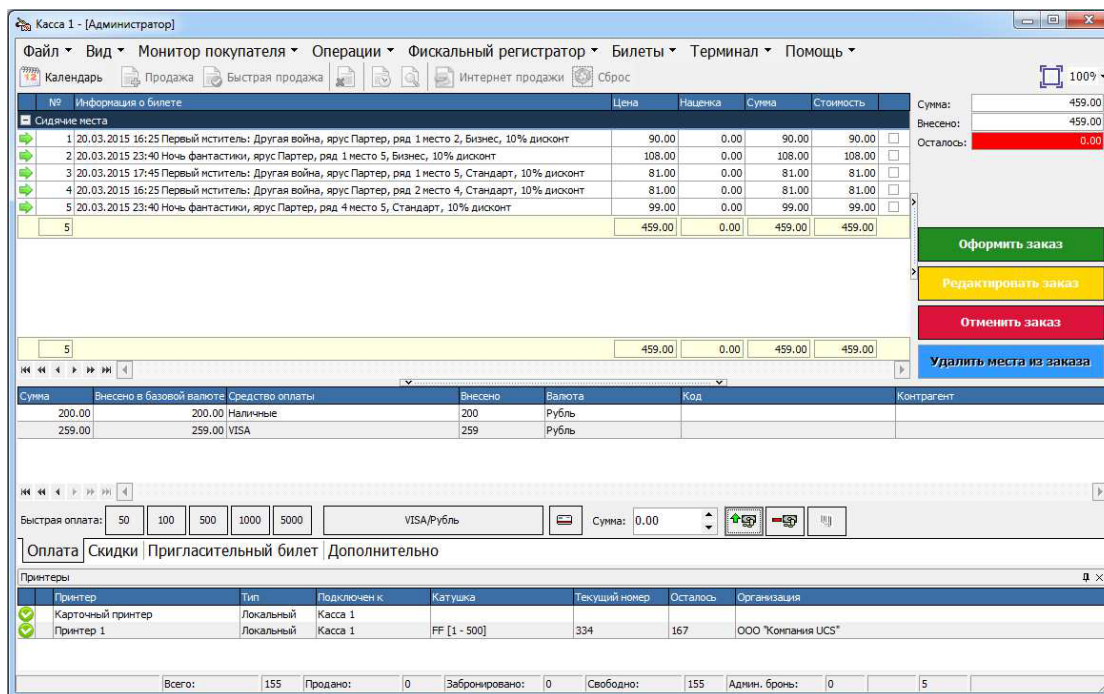 Касса 1 - [Администратор]
Файл Вид Монитор покупателя Операции Фискальный регистратор Билеты Терминал Помощь
12 Календарь Продажа Быстрая продажа Интернет продажи Сброс 100%
№ Информация о билете Цена Наценка Сумма Стоимость
Сидячие места
1 20.03.2015 16:25 Первый мститель: Другая война, ярус Партер, ряд 1 место 2, Бизнес, 10% дисконт 90.00 0.00 90.00 90.00
2 20.03.2015 23:40 Ночь фантастики, ярус Партер, ряд 1 место 5, Бизнес, 10% дисконт 108.00 0.00 108.00 108.00
3 20.03.2015 17:45 Первый мститель: Другая война, ярус Партер, ряд 1 место 5, Стандарт, 10% дисконт 81.00 0.00 81.00 81.00
4 20.03.2015 16:25 Первый мститель: Другая война, ярус Партер, ряд 2 место 4, Стандарт, 10% дисконт 81.00 0.00 81.00 81.00
5 20.03.2015 23:40 Ночь фантастики, ярус Партер, ряд 4 место 5, Стандарт, 10% дисконт 99.00 0.00 99.00 99.00
5 459.00 0.00 459.00 459.00
5 459.00 0.00 459.00 459.00
Сумма: 459.00
Внесено: 459.00
Осталось: 0.00
Оформить заказ
Редактировать заказ
Отменить заказ
Удалить места из заказа
Сумма Внесено в базовой валюте Средство оплаты Внесено Валюта Код Контрагент
200.00 200.00 Наличные 200 Рубль
259.00 259.00 VISA 259 Рубль
Быстрая оплата: 50 100 500 1000 5000 VISA/Рубль Сумма: 0.00
Оплата Скидки Пригласительный билет Дополнительно
Принтеры
Принтер Тип Подключен к Катушка Текущий номер Осталось Организация
Карточный принтер Локальный Касса 1
Принтер 1 Локальный Касса 1 FF [1 - 500] 334 167 ООО "Компания UCS"
Всего: 155 Продано: 0 Забронировано: 0 Свободно: 155 Админ. бронь: 0 5